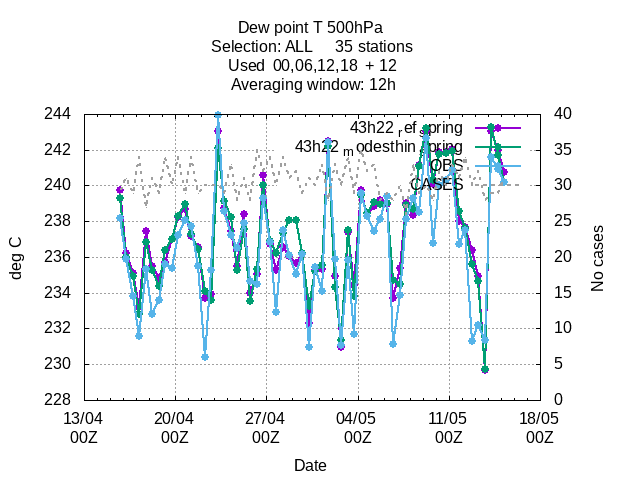 Dew point T 500hPa
Selection: ALL 35 stations
Used 00,06,12,18 + 12
Averaging window: 12h
244 40
43h22_ref_spring
242 35
43h22_modesthin_spring
OBS
240 30
CASES
238 25
236 20
234 15
232 10
230 5
228 0
deg C
No cases
13/04 20/04 27/04 04/05 11/05 18/05
00Z 00Z 00Z 00Z 00Z 00Z
Date